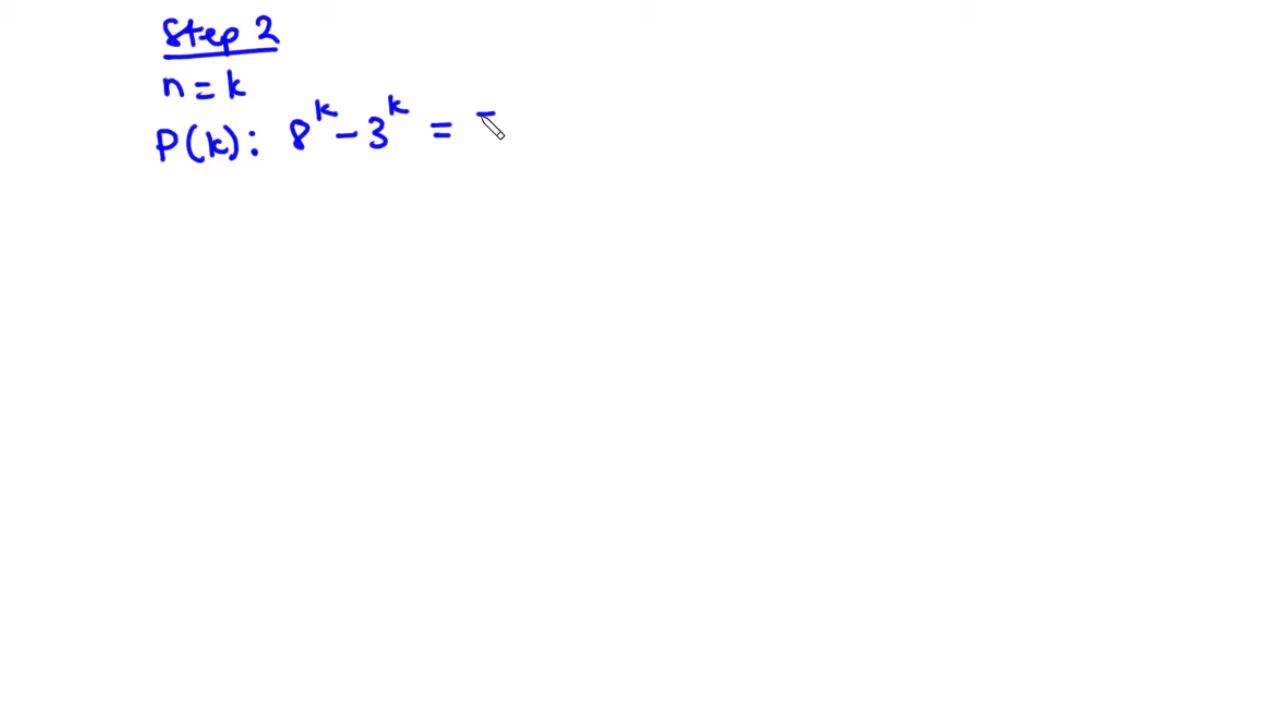 Step 2
n = k
P(k): 8^k - 3^k =